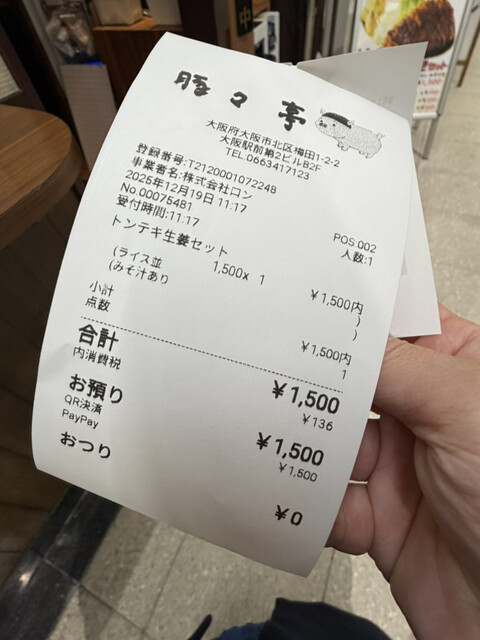 豚々亭
大阪府大阪市北区梅田1-2-2
大阪駅前第2ビルB2F
TEL.0663417123
登録番号:T2120001072248
事業者名:株式会社ロン
2025年12月19日 11:17
No.00075481 POS:002
受付時間:11:17 人数:1
トンテキ生姜セット
1,500x 1 ¥1,500内
(ライス並 )
(みそ汁あり )
小計 ¥1,500内
点数 1
合計 ¥1,500
内消費税 ¥136
お預り ¥1,500
QR決済 ¥1,500
PayPay
おつり ¥0
中